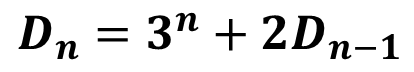 Dₙ = 3ⁿ + 2Dₙ₋₁